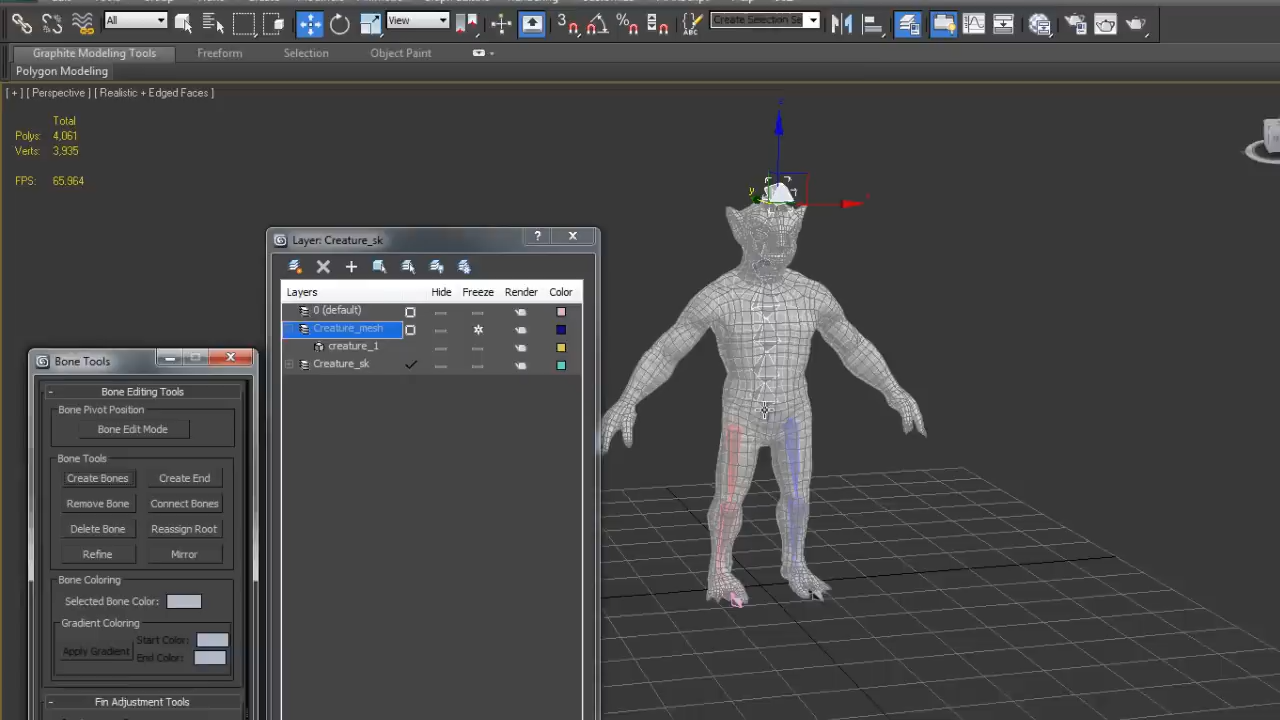 All
View
Create Selection Se
Graphite Modeling Tools
Freeform
Selection
Object Paint
Polygon Modeling
[ + ] [ Perspective ] [ Realistic + Edged Faces ]
Total
Polys: 4,061
Verts: 3,935
FPS: 65.964
z
x
y
Layer: Creature_sk
?
Layers
Hide
Freeze
Render
Color
0 (default)
Creature_mesh
creature_1
Creature_sk
Bone Tools
- Bone Editing Tools
Bone Pivot Position
Bone Edit Mode
Bone Tools
Create Bones
Create End
Remove Bone
Connect Bones
Delete Bone
Reassign Root
Refine
Mirror
Bone Coloring
Selected Bone Color:
Gradient Coloring
Apply Gradient
Start Color:
End Color:
- Fin Adjustment Tools